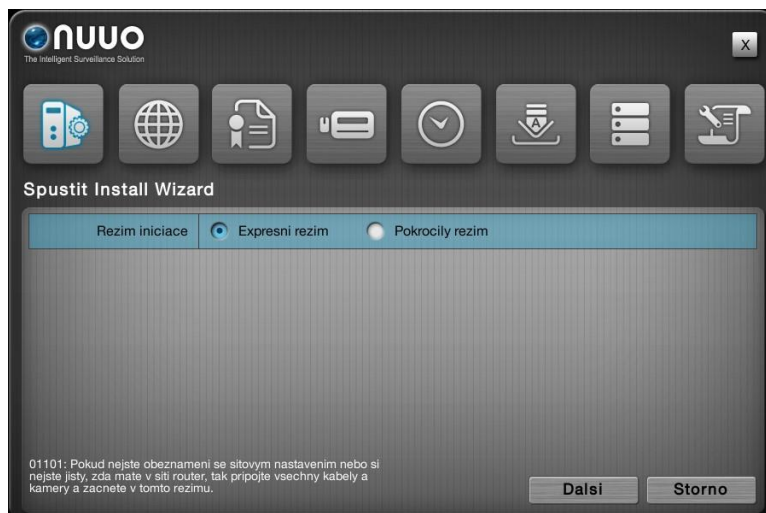 nuuo
The Intelligent Surveillance Solution
X
A
Spustit Install Wizard
Rezim iniciace Expresni rezim Pokrocily rezim
01101: Pokud nejste obeznameni se sitovym nastavenim nebo si
nejste jisty, zda mate v siti router, tak pripojte vsechny kabely a
kamery a zacnete v tomto rezimu.
Dalsi Storno